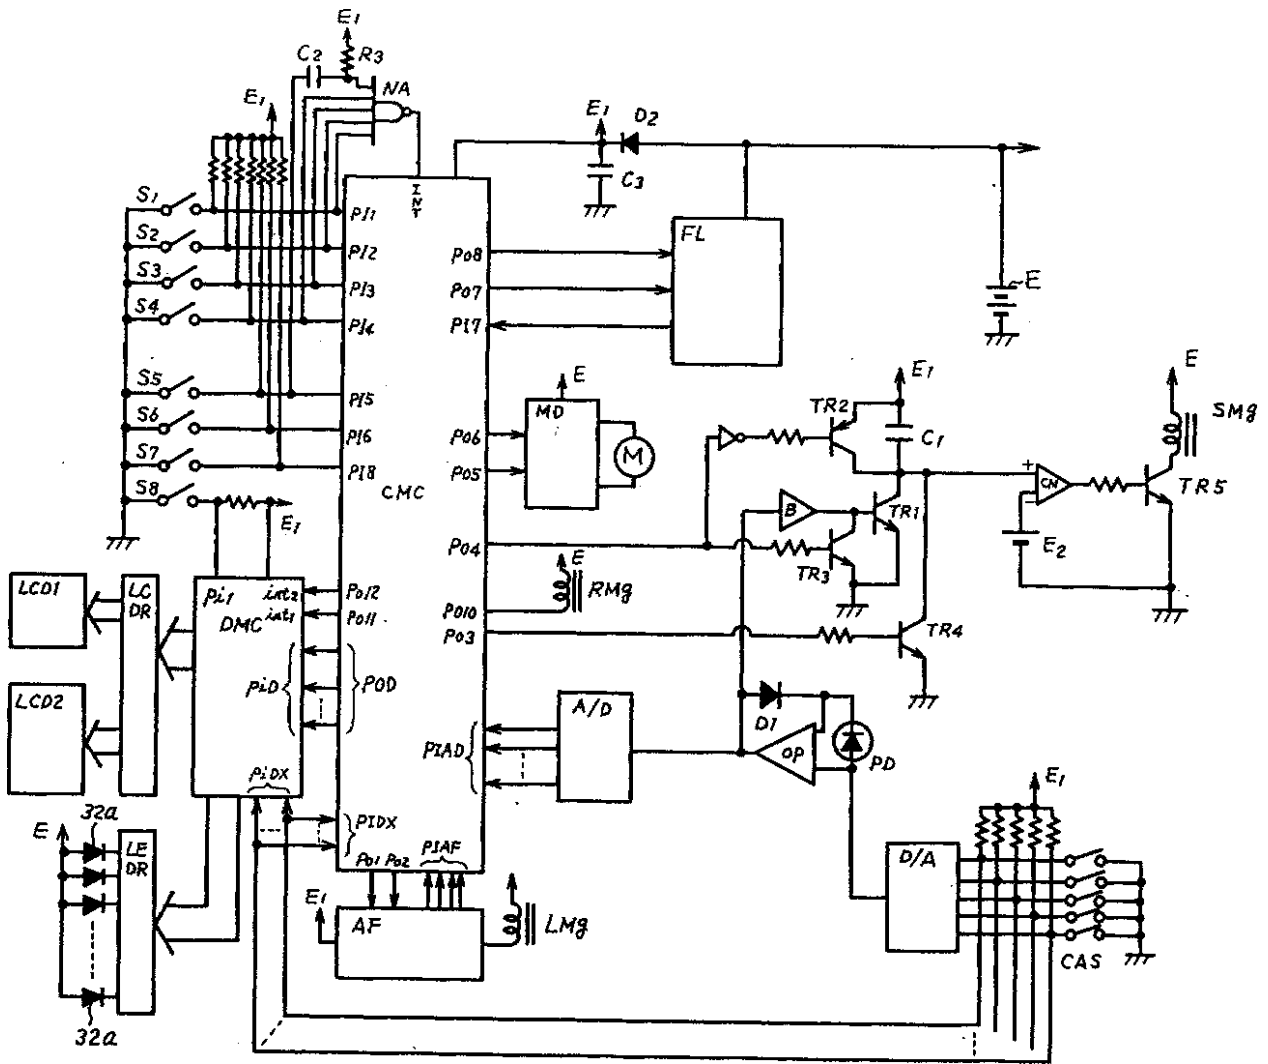 E1
C2
R3
NA
E1
E1
D2
C3
INT
S1
PI1
S2
PI2
PO8
FL
S3
PI3
PO7
E
S4
PI4
PI7
S5
PI5
E
MD
TR2
E1
C1
E
SMg
S6
PI6
PO6
M
S7
PI8
PO5
CMC
+
CM
-
TR5
S8
E1
B
TR1
PO4
TR3
E2
LCD1
LC
DR
Pi1
int2
PO12
E
RMg
DMC
int1
PO11
PO10
PO3
TR4
PiD
POD
LCD2
A/D
D1
PIAD
OP
PD
PiDX
E1
E
32a
LE
DR
PIDX
PO1
PO2
PIAF
D/A
E1
AF
LMg
CAS
32a